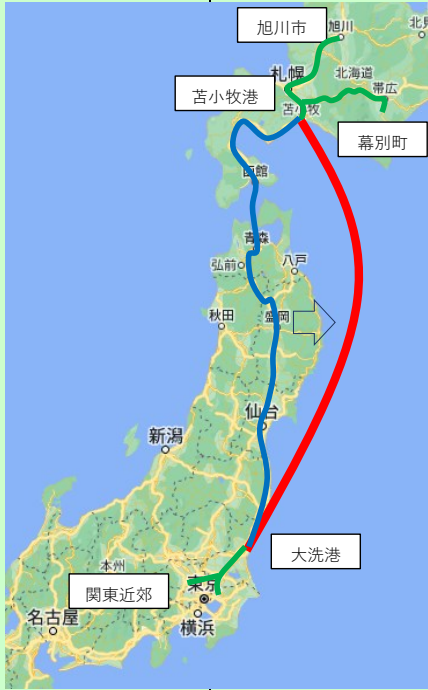 旭川市
旭川
北見
札幌
北海道
帯広
苫小牧港
苫小牧
幕別町
函館
青森
弘前
八戸
秋田
盛岡
仙台
新潟
大洗港
本州
関東近郊
東京
名古屋
横浜